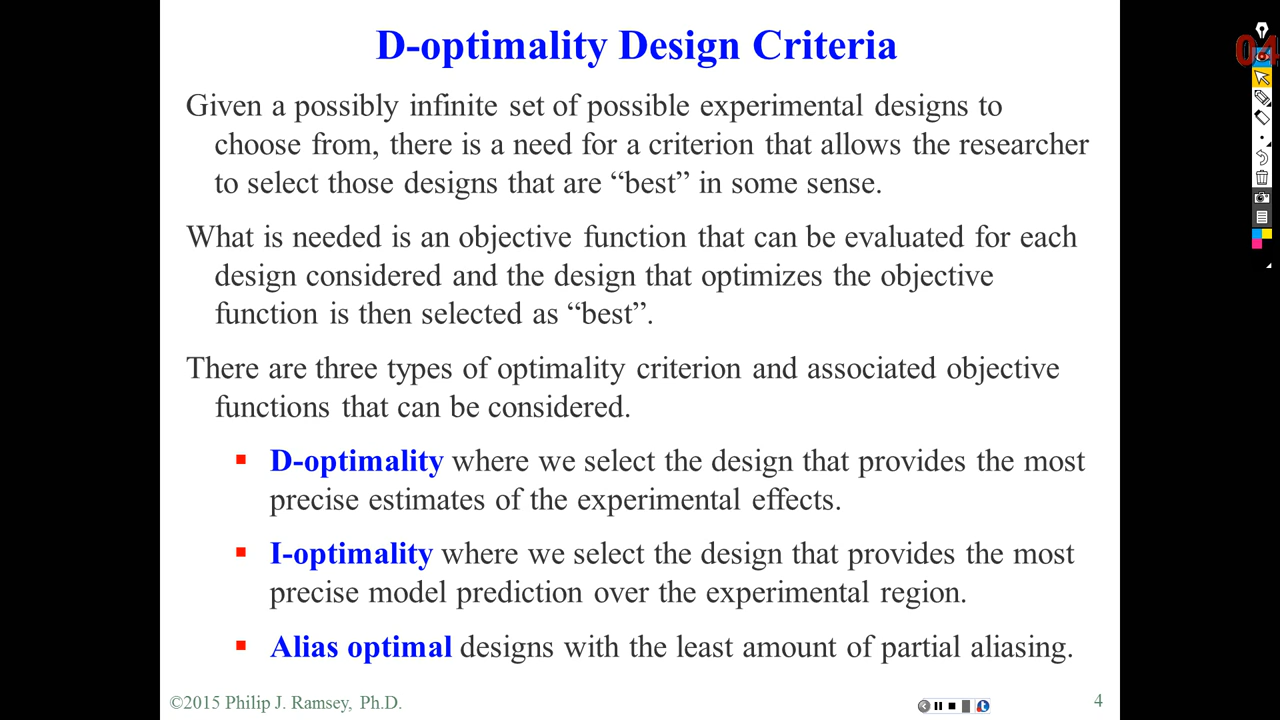 D-optimality Design Criteria
Given a possibly infinite set of possible experimental designs to
choose from, there is a need for a criterion that allows the researcher
to select those designs that are “best” in some sense.
What is needed is an objective function that can be evaluated for each
design considered and the design that optimizes the objective
function is then selected as “best”.
There are three types of optimality criterion and associated objective
functions that can be considered.
▪ D-optimality where we select the design that provides the most
precise estimates of the experimental effects.
▪ I-optimality where we select the design that provides the most
precise model prediction over the experimental region.
▪ Alias optimal designs with the least amount of partial aliasing.
©2015 Philip J. Ramsey, Ph.D.
4
04